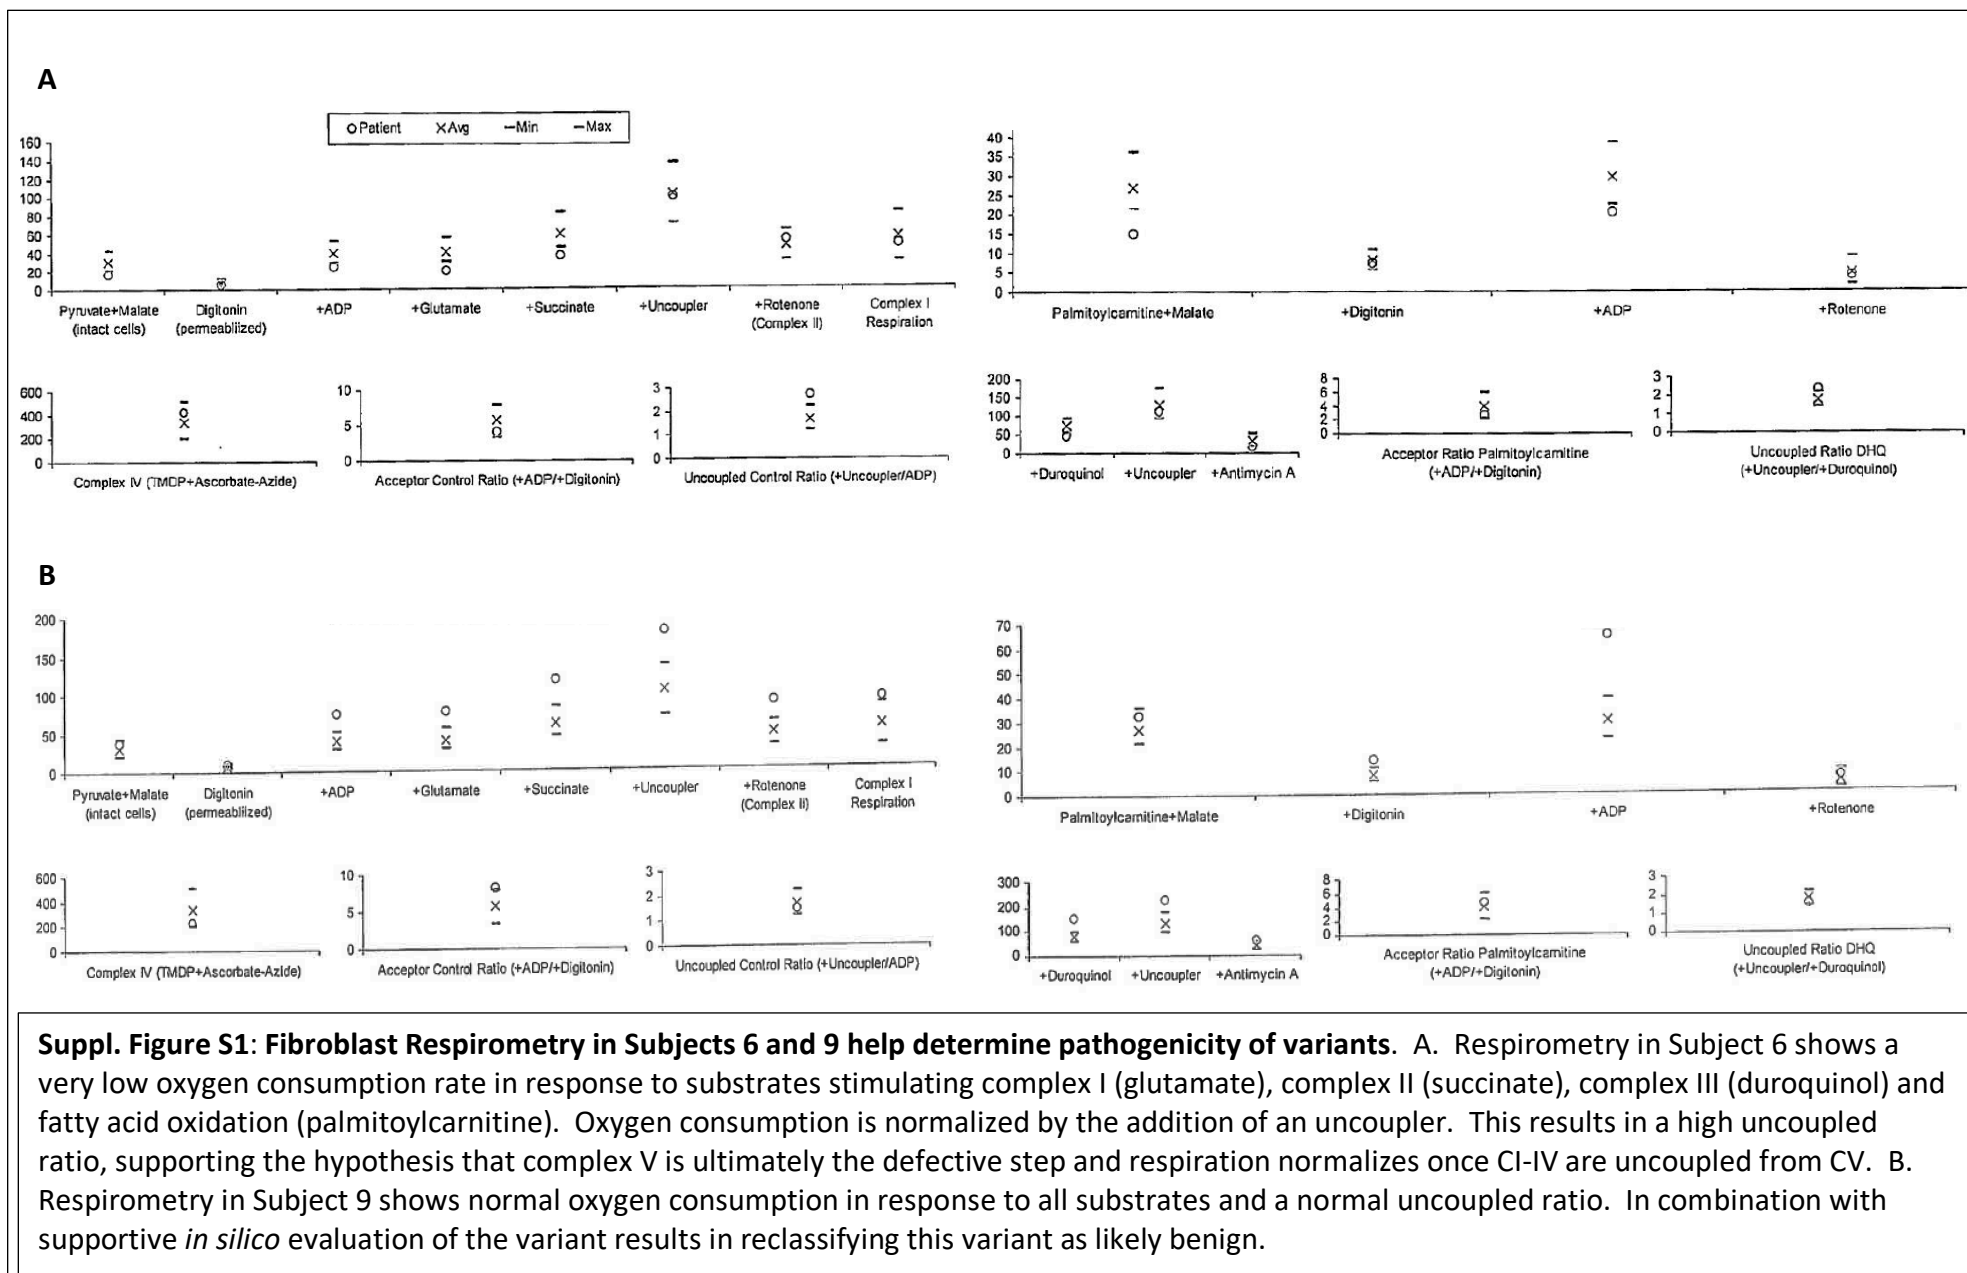 A
Patient Avg Min Max
160
140
120
100
80
60
40
20
0
Pyruvate+Malate (intact cells)
Digitonin (permeabilized)
+ADP
+Glutamate
+Succinate
+Uncoupler
+Rotenone (Complex II)
Complex I Respiration
40
35
30
25
20
15
10
5
0
Palmitoylcarnitine+Malate
+Digitonin
+ADP
+Rotenone
600
400
200
0
Complex IV (TMDP+Ascorbate-Azide)
10
5
0
Acceptor Control Ratio (+ADP/+Digitonin)
3
2
1
0
Uncoupled Control Ratio (+Uncoupler/ADP)
200
150
100
50
0
+Duroquinol +Uncoupler +Antimycin A
8
6
4
2
0
Acceptor Ratio Palmitoylcarnitine
(+ADP/+Digitonin)
3
2
1
0
Uncoupled Ratio DHQ
(+Uncoupler/+Duroquinol)
B
200
150
100
50
0
Pyruvate+Malate (intact cells)
Digitonin (permeabilized)
+ADP
+Glutamate
+Succinate
+Uncoupler
+Rotenone (Complex II)
Complex I Respiration
70
60
50
40
30
20
10
0
Palmitoylcarnitine+Malate
+Digitonin
+ADP
+Rotenone
600
400
200
0
Complex IV (TMDP+Ascorbate-Azide)
10
5
0
Acceptor Control Ratio (+ADP/+Digitonin)
3
2
1
0
Uncoupled Control Ratio (+Uncoupler/ADP)
300
200
100
0
+Duroquinol +Uncoupler +Antimycin A
8
6
4
2
0
Acceptor Ratio Palmitoylcarnitine
(+ADP/+Digitonin)
3
2
1
0
Uncoupled Ratio DHQ
(+Uncoupler/+Duroquinol)
Suppl. Figure S1: Fibroblast Respirometry in Subjects 6 and 9 help determine pathogenicity of variants. A. Respirometry in Subject 6 shows a
very low oxygen consumption rate in response to substrates stimulating complex I (glutamate), complex II (succinate), complex III (duroquinol) and
fatty acid oxidation (palmitoylcarnitine). Oxygen consumption is normalized by the addition of an uncoupler. This results in a high uncoupled
ratio, supporting the hypothesis that complex V is ultimately the defective step and respiration normalizes once CI-IV are uncoupled from CV. B.
Respirometry in Subject 9 shows normal oxygen consumption in response to all substrates and a normal uncoupled ratio. In combination with
supportive in silico evaluation of the variant results in reclassifying this variant as likely benign.